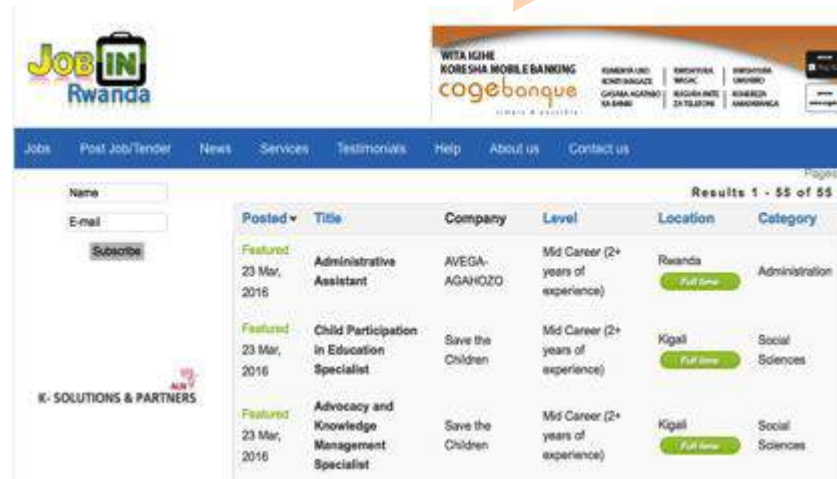 JOB IN
Rwanda
WITA IGIHE
KORESHA MOBILE BANKING
cogebanque
Jobs Post Job/Tender News Services Testimonials Help About us Contact us
Pages
Name
Results 1 - 55 of 55
E-mail
Subscribe
Posted Title Company Level Location Category
Featured
23 Mar,
2016
Administrative
Assistant
AVEGA-
AGAHOZO
Mid Career (2+
years of
experience)
Rwanda
Full time
Administration
Featured
23 Mar,
2016
Child Participation
in Education
Specialist
Save the
Children
Mid Career (2+
years of
experience)
Kigali
Full time
Social
Sciences
ALN
K- SOLUTIONS & PARTNERS
Featured
23 Mar,
2016
Advocacy and
Knowledge
Management
Specialist
Save the
Children
Mid Career (2+
years of
experience)
Kigali
Full time
Social
Sciences